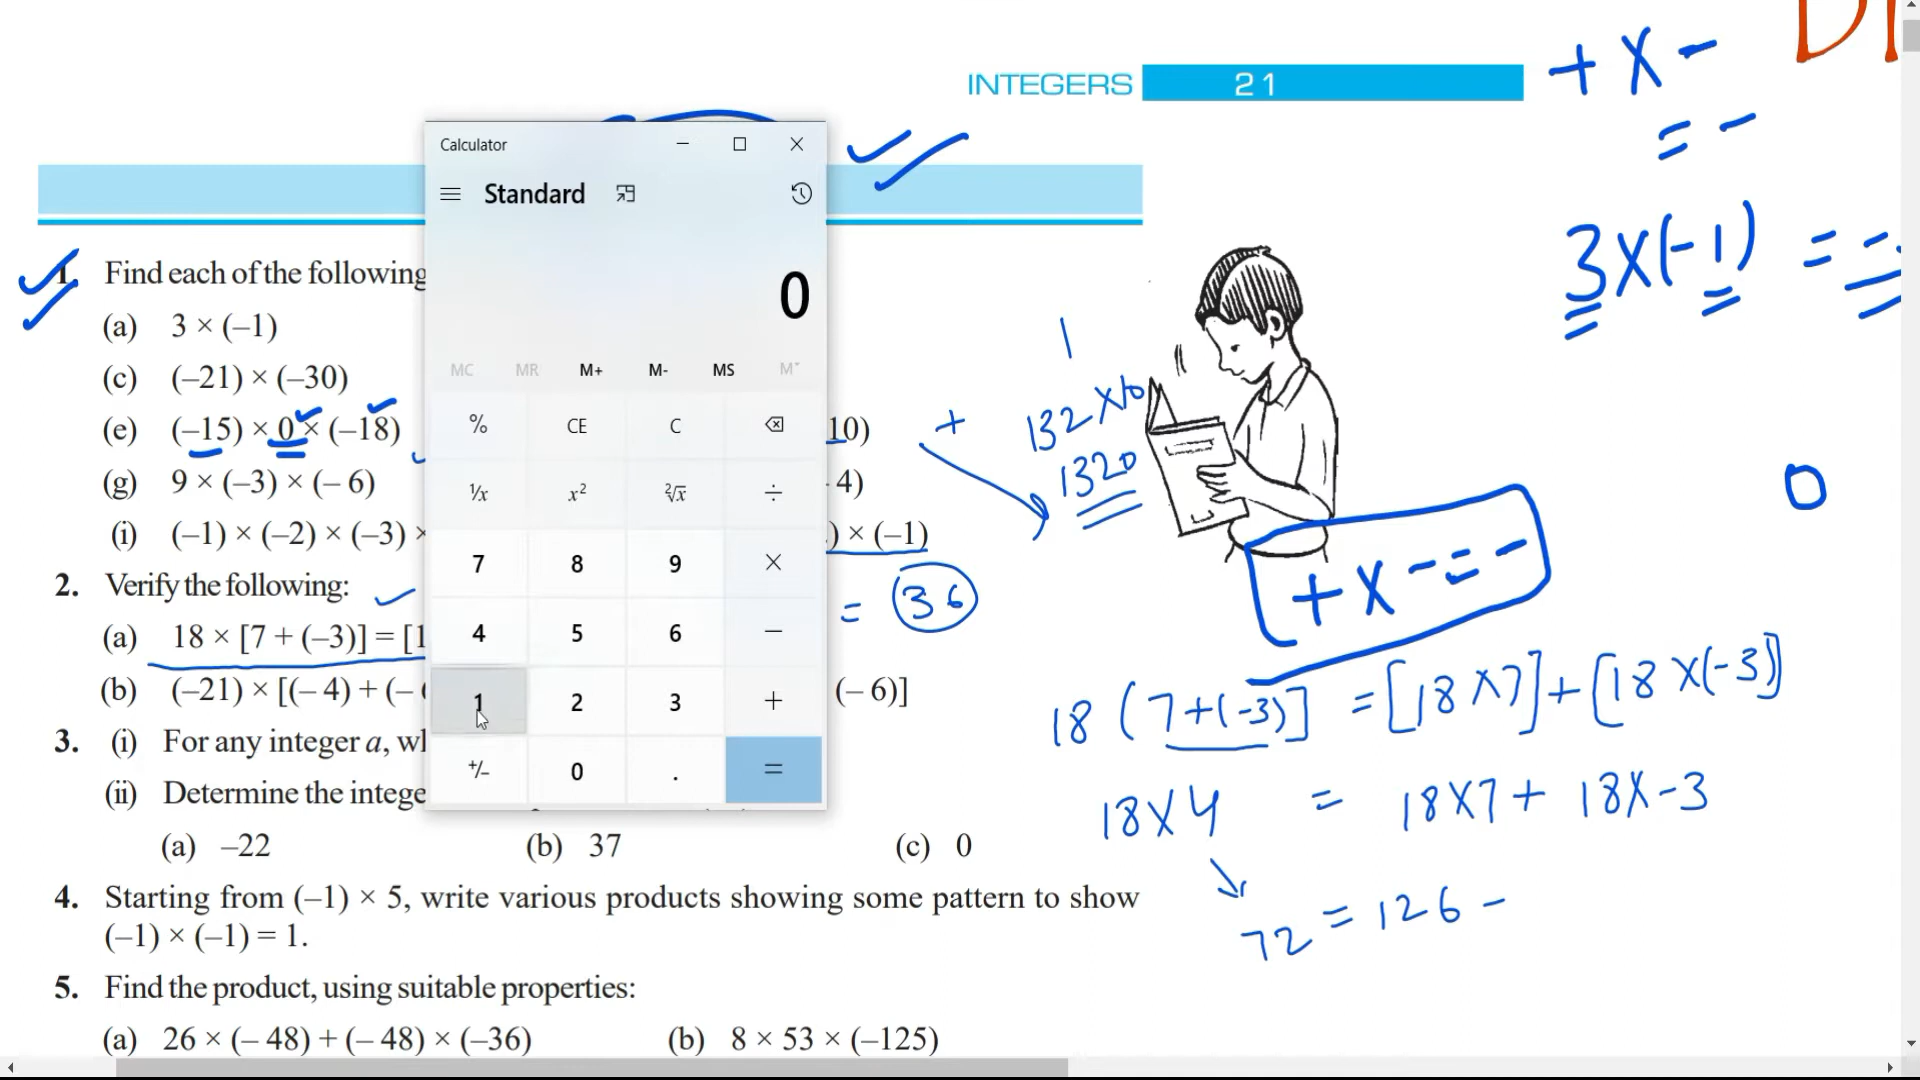 + x -
= -
INTEGERS 21
3 x (-1) = -
1. Find each of the following
(a) 3 × (–1)
(c) (–21) × (–30)
(e) (–15) × 0 × (–18)
10)
(g) 9 × (–3) × (– 6)
4)
(i) (–1) × (–2) × (–3) ×
) × (–1)
2. Verify the following:
= 36
(a) 18 × [7 + (–3)] = [1
(b) (–21) × [(– 4) + (–
(– 6)]
3. (i) For any integer a,
(ii) Determine the intege
(a) –22 (b) 37 (c) 0
4. Starting from (–1) × 5, write various products showing some pattern to show
(–1) × (–1) = 1.
5. Find the product, using suitable properties:
(a) 26 × (– 48) + (– 48) × (–36) (b) 8 × 53 × (–125)
Calculator
Standard
0
MC MR M+ M- MS M˅
% CE C
¹/x x² ²√x ÷
7 8 9 ×
4 5 6 −
1 2 3 +
+/− 0 . =
1
132 x 10
+
1320
0
+ x - = -
18 ( 7 + (-3) ] = [18 x 7] + [18 x (-3)]
18 x 4 = 18 x 7 + 18 x -3
72 = 126 -